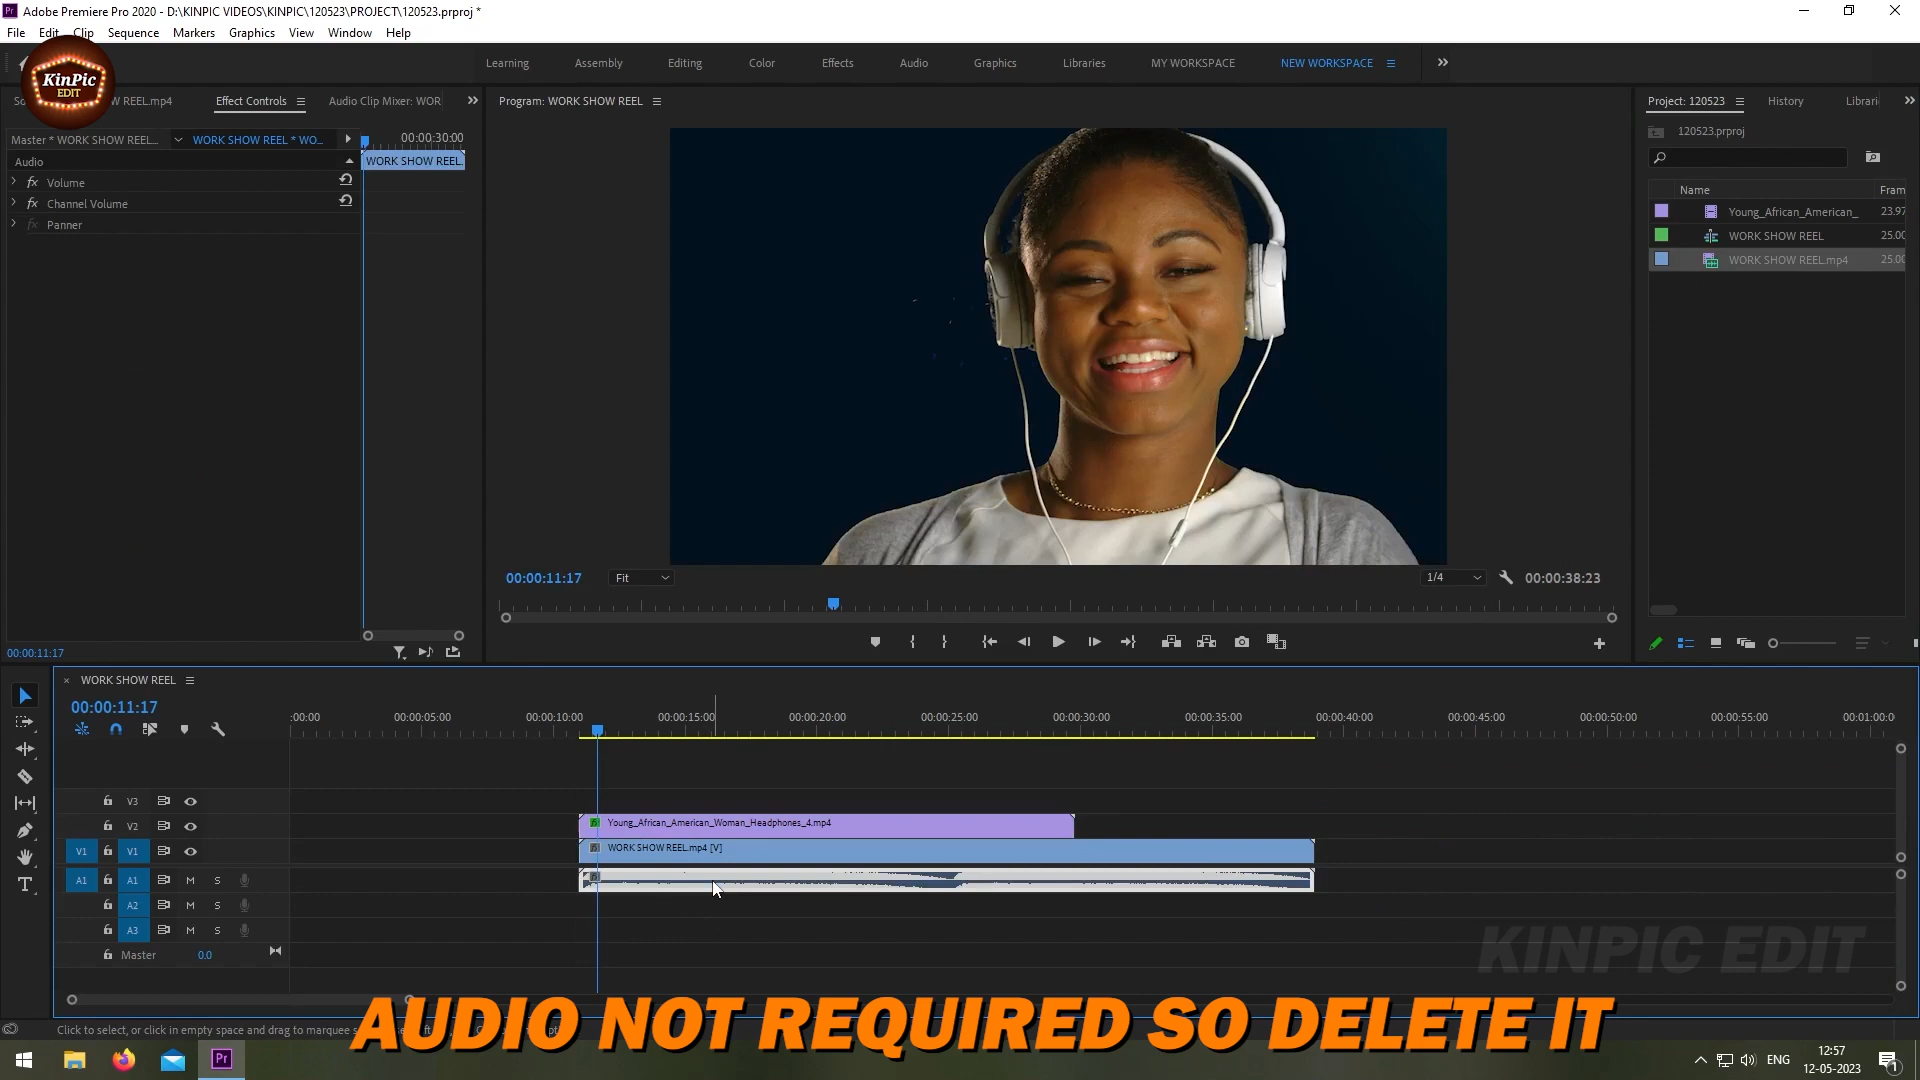 Adobe Premiere Pro 2020 - D:\KINPIC VIDEOS\KINPIC\120523\PROJECT\120523.prproj *
File Edit Clip Sequence Markers Graphics View Window Help
KinPic
EDIT
Learning Assembly Editing Color Effects Audio Graphics Libraries MY WORKSPACE NEW WORKSPACE
W REEL.mp4 Effect Controls Audio Clip Mixer: WOR
Program: WORK SHOW REEL
Project: 120523 History Librari
Master * WORK SHOW REEL... WORK SHOW REEL * WO... 00:00:30:00
Audio WORK SHOW REEL.
fx Volume
fx Channel Volume
fx Panner
120523.prproj
Name Fram
Young_African_American_ 23.97
WORK SHOW REEL 25.00
WORK SHOW REEL.mp4 25.00
00:00:11:17 Fit 1/4 00:00:38:23
00:00:11:17
WORK SHOW REEL
00:00:11:17
:00:00 00:00:05:00 00:00:10:00 00:00:15:00 00:00:20:00 00:00:25:00 00:00:30:00 00:00:35:00 00:00:40:00 00:00:45:00 00:00:50:00 00:00:55:00 00:01:00:0
V3
V2 Young_African_American_Woman_Headphones_4.mp4
V1 V1 WORK SHOW REEL.mp4 [V]
A1 A1 M S
A2 M S
A3 M S
Master 0.0
KINPIC EDIT
Click to select, or click in empty space and drag to marquee s
AUDIO NOT REQUIRED SO DELETE IT
Pr
ENG 12:57
12-05-2023
1